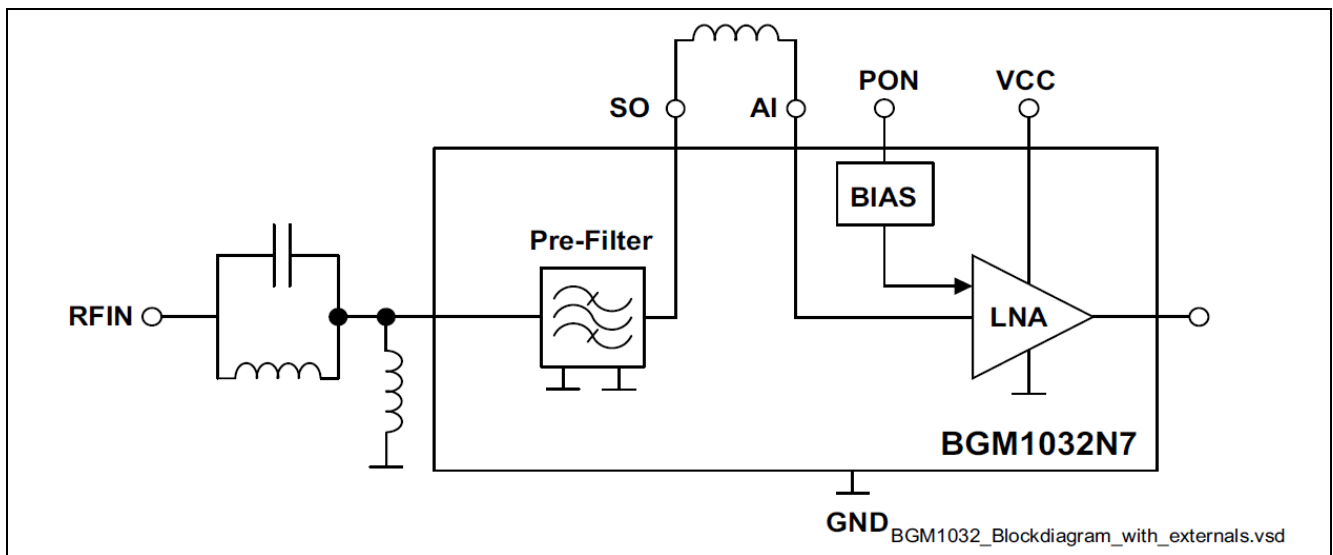 PON
VCC
SO
AI
BIAS
Pre-Filter
RFIN
LNA
BGM1032N7
GND
BGM1032_Blockdiagram_with_externals.vsd